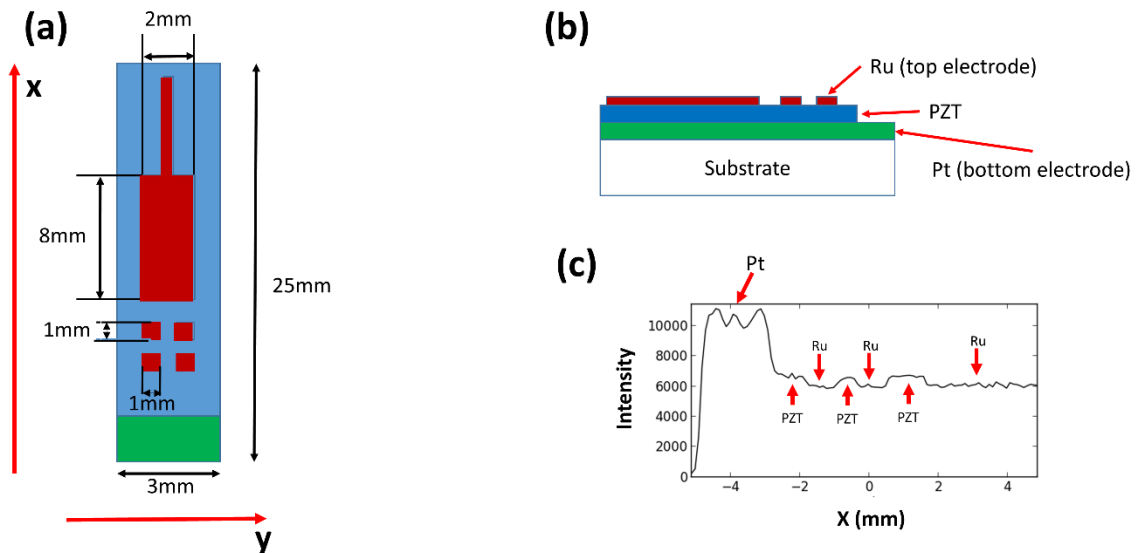 (a)
2mm
x
8mm
25mm
1mm
1mm
3mm
y
(b)
Ru (top electrode)
PZT
Substrate
Pt (bottom electrode)
(c)
Pt
Intensity
10000
8000
6000
4000
2000
0
Ru
Ru
Ru
PZT
PZT
PZT
−4
−2
0
2
4
X (mm)